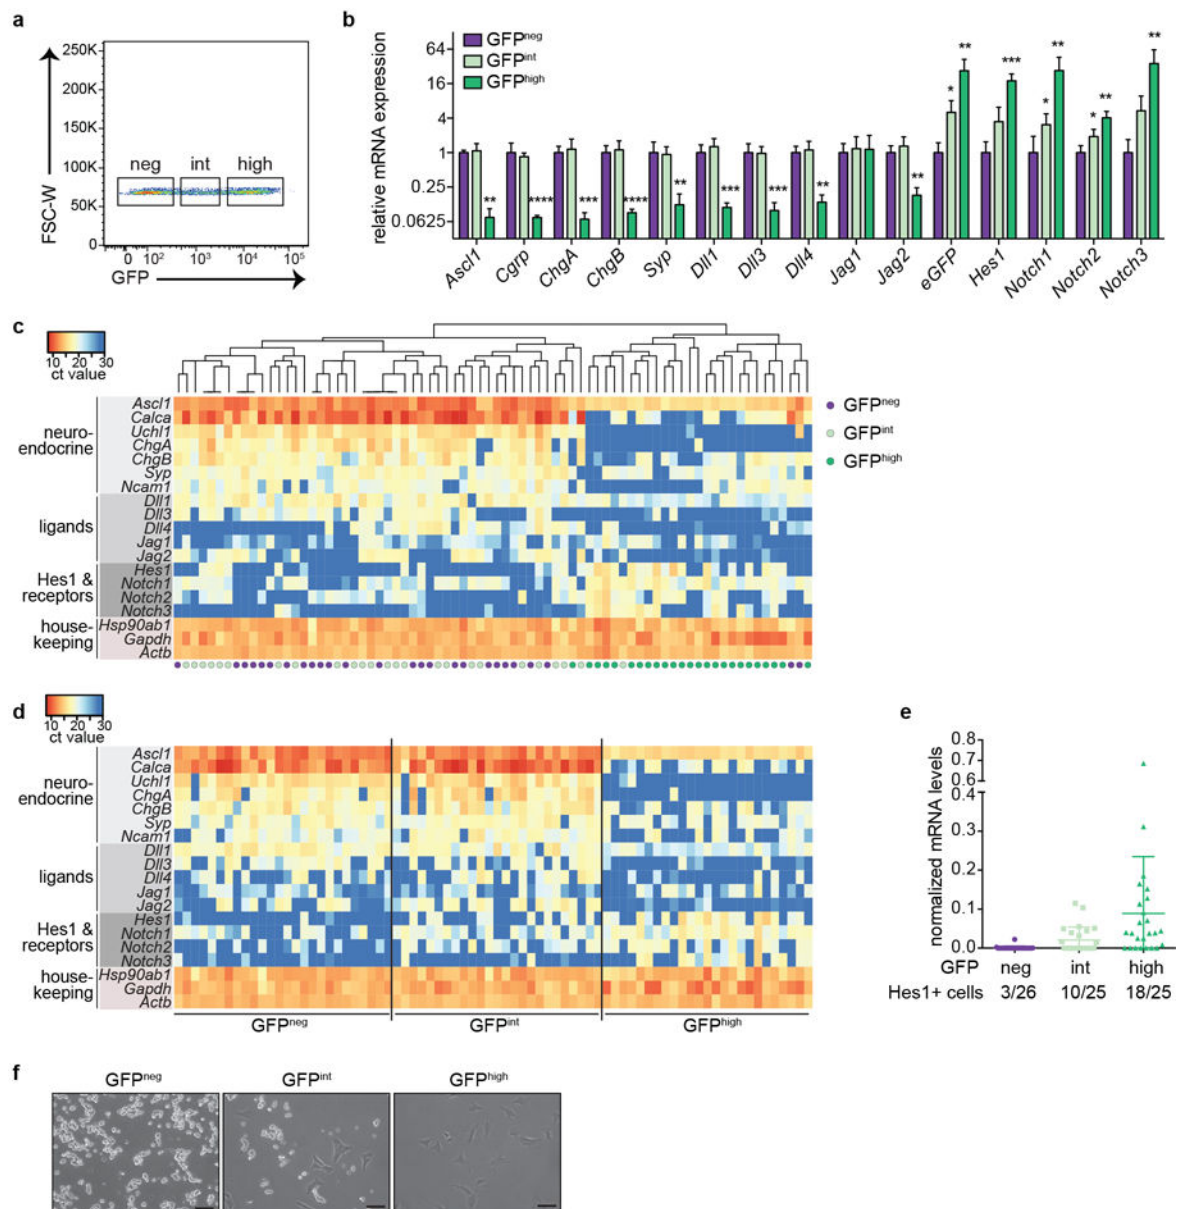 a
250K
200K
150K
100K
50K
0
FSC-W
neg int high
0 10² 10³ 10⁴ 10⁵
GFP
b
GFPneg
GFPint
GFPhigh
relative mRNA expression
64
16
4
1
0.25
0.0625
** **** *** **** ** *** *** ** ** * ** *** * ** * ** **
Ascl1 Cgrp ChgA ChgB Syp Dll1 Dll3 Dll4 Jag1 Jag2 eGFP Hes1 Notch1 Notch2 Notch3
c
10 20 30
ct value
neuro-
endocrine
Ascl1
Calca
Uchl1
ChgA
ChgB
Syp
Ncam1
ligands
Dll1
Dll3
Dll4
Jag1
Jag2
Hes1 &
receptors
Hes1
Notch1
Notch2
Notch3
house-
keeping
Hsp90ab1
Gapdh
Actb
GFPneg
GFPint
GFPhigh
d
10 20 30
ct value
neuro-
endocrine
Ascl1
Calca
Uchl1
ChgA
ChgB
Syp
Ncam1
ligands
Dll1
Dll3
Dll4
Jag1
Jag2
Hes1 &
receptors
Hes1
Notch1
Notch2
Notch3
house-
keeping
Hsp90ab1
Gapdh
Actb
GFPneg GFPint GFPhigh
e
normalized mRNA levels
0.8
0.7
0.6
0.4
0.3
0.2
0.1
0.0
GFP neg int high
Hes1+ cells 3/26 10/25 18/25
f
GFPneg GFPint GFPhigh